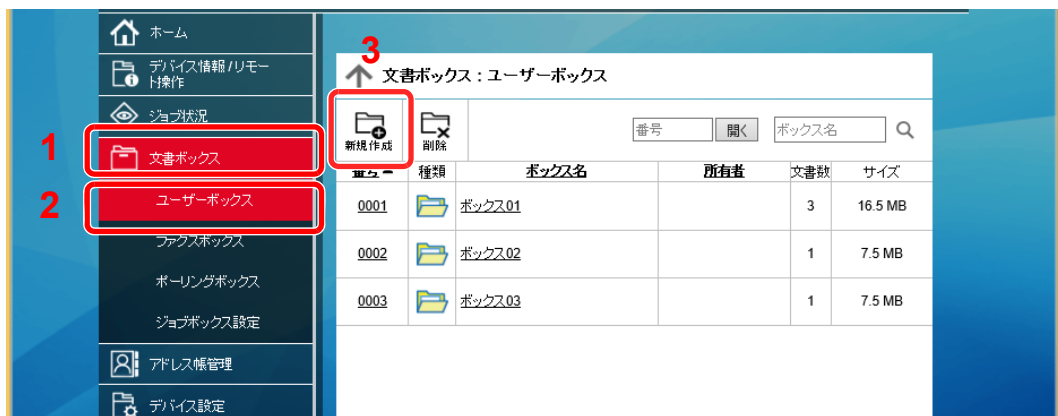 ホーム
デバイス情報/リモー
ト操作
ジョブ状況
1
文書ボックス
2
ユーザーボックス
ファクスボックス
ポーリングボックス
ジョブボックス設定
アドレス帳管理
デバイス設定
3
文書ボックス:ユーザーボックス
新規作成
削除
番号 開く ボックス名
番号 種類 ボックス名 所有者 文書数 サイズ
0001 ボックス01 3 16.5 MB
0002 ボックス02 1 7.5 MB
0003 ボックス03 1 7.5 MB